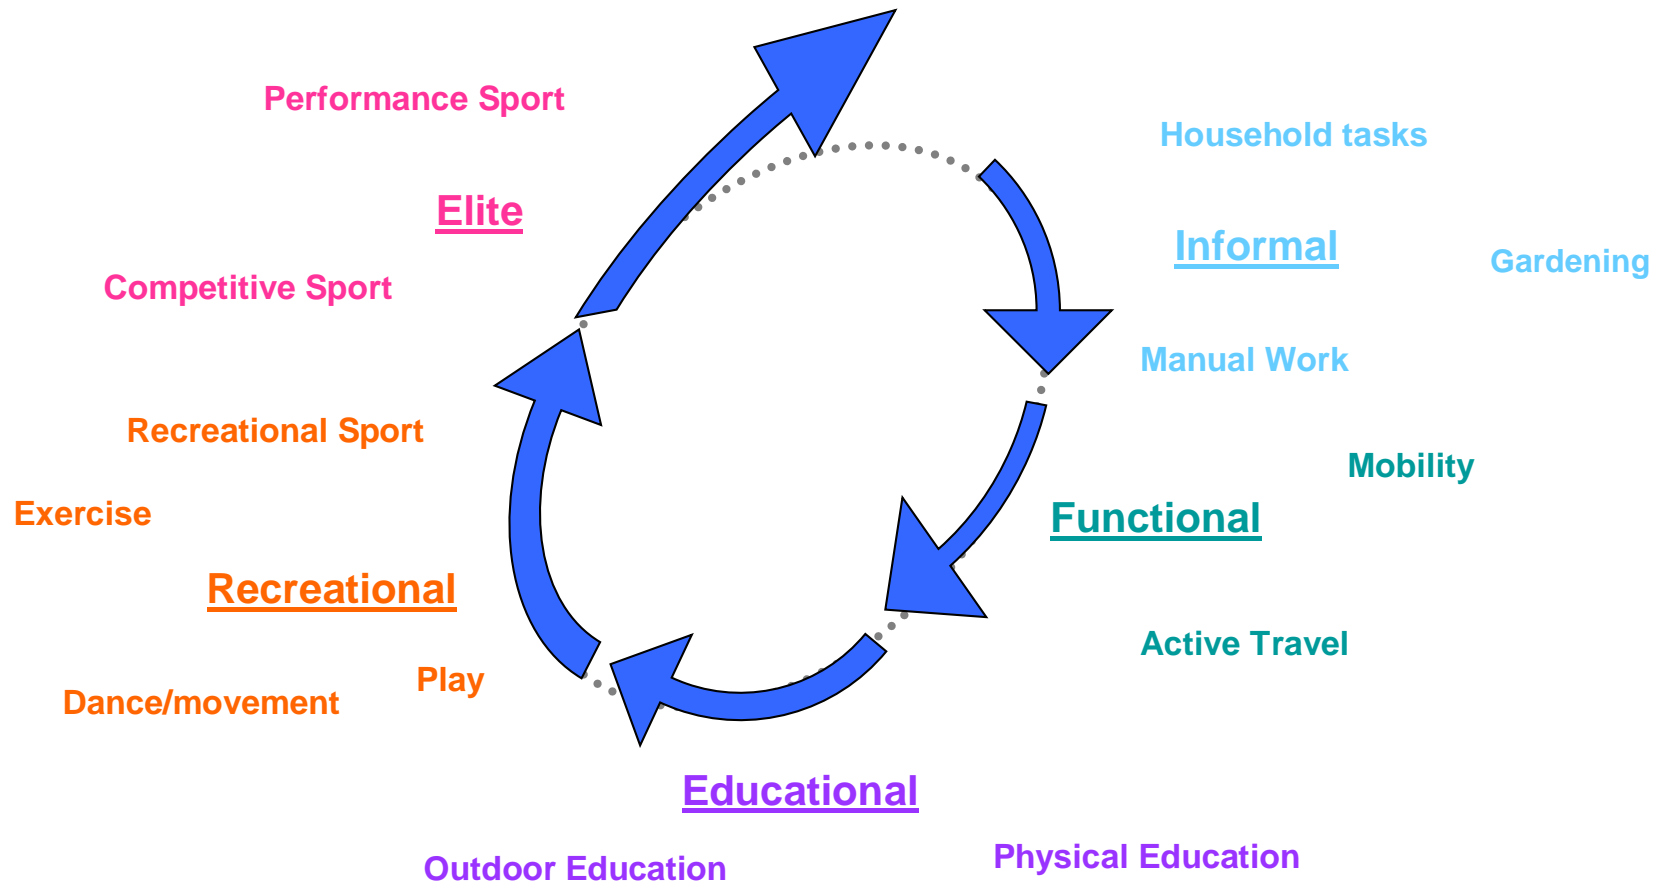 Performance Sport
Household tasks
Elite
Informal
Gardening
Competitive Sport
Manual Work
Recreational Sport
Mobility
Exercise
Functional
Recreational
Active Travel
Play
Dance/movement
Educational
Physical Education
Outdoor Education